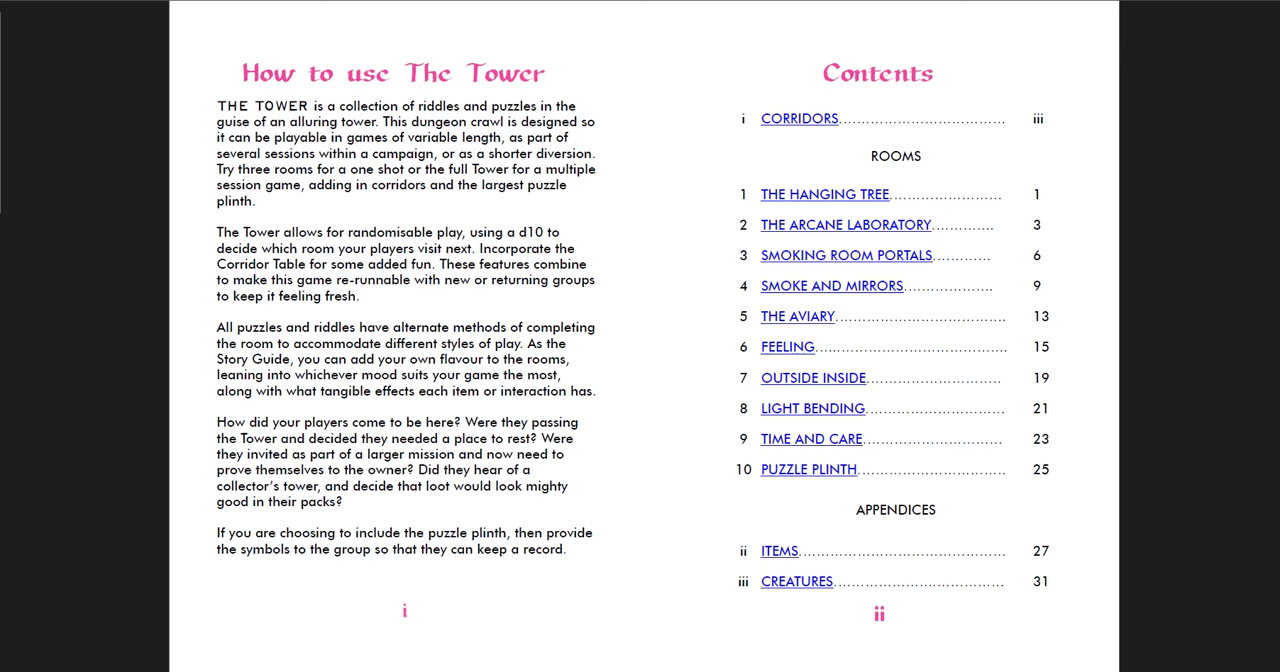 How to use The Tower
THE TOWER is a collection of riddles and puzzles in the
guise of an alluring tower. This dungeon crawl is designed so
it can be playable in games of variable length, as part of
several sessions within a campaign, or as a shorter diversion.
Try three rooms for a one shot or the full Tower for a multiple
session game, adding in corridors and the largest puzzle
plinth.
The Tower allows for randomisable play, using a d10 to
decide which room your players visit next. Incorporate the
Corridor Table for some added fun. These features combine
to make this game re-runnable with new or returning groups
to keep it feeling fresh.
All puzzles and riddles have alternate methods of completing
the room to accommodate different styles of play. As the
Story Guide, you can add your own flavour to the rooms,
leaning into whichever mood suits your game the most,
along with what tangible effects each item or interaction has.
How did your players come to be here? Were they passing
the Tower and decided they needed a place to rest? Were
they invited as part of a larger mission and now need to
prove themselves to the owner? Did they hear of a
collector's tower, and decide that loot would look mighty
good in their packs?
If you are choosing to include the puzzle plinth, then provide
the symbols to the group so that they can keep a record.
i
Contents
i CORRIDORS.................................... iii
ROOMS
1 THE HANGING TREE........................ 1
2 THE ARCANE LABORATORY............. 3
3 SMOKING ROOM PORTALS............ 6
4 SMOKE AND MIRRORS................... 9
5 THE AVIARY.................................... 13
6 FEELING......................................... 15
7 OUTSIDE INSIDE............................. 19
8 LIGHT BENDING.............................. 21
9 TIME AND CARE.............................. 23
10 PUZZLE PLINTH............................... 25
APPENDICES
ii ITEMS............................................ 27
iii CREATURES..................................... 31
ii